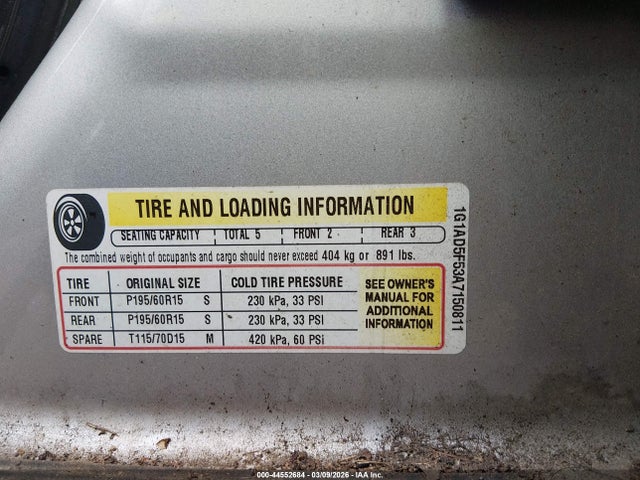 TIRE AND LOADING INFORMATION
SEATING CAPACITY TOTAL 5 FRONT 2 REAR 3
The combined weight of occupants and cargo should never exceed 404 kg or 891 lbs.
TIRE ORIGINAL SIZE COLD TIRE PRESSURE
FRONT P195/60R15 S 230 kPa, 33 PSI
REAR P195/60R15 S 230 kPa, 33 PSI
SPARE T115/70D15 M 420 kPa, 60 PSI
SEE OWNER'S
MANUAL FOR
ADDITIONAL
INFORMATION
1G1AD5F53A7150811
000-44552684 - 03/09/2026 - IAA Inc.